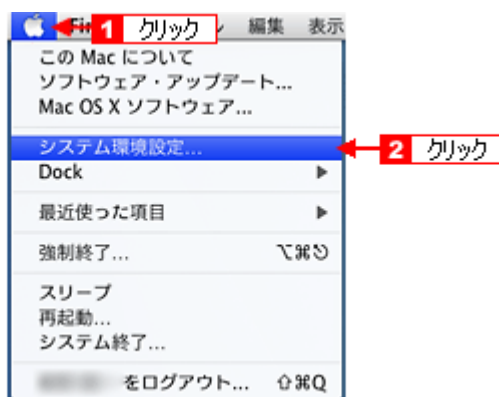 1 クリック 編集 表示
この Mac について
ソフトウェア・アップデート...
Mac OS X ソフトウェア...
システム環境設定...
2 クリック
Dock
最近使った項目
強制終了... ⌥⌘⎋
スリープ
再起動...
システム終了...
をログアウト... ⇧⌘Q